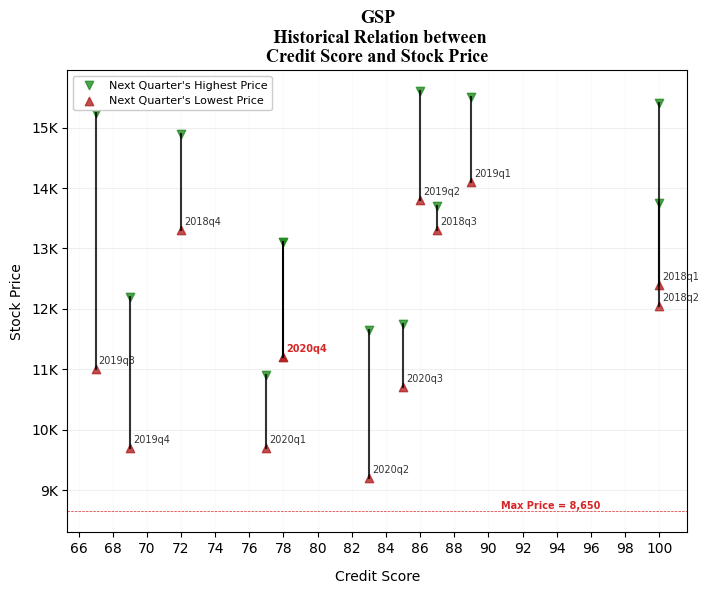 GSP
Historical Relation between
Credit Score and Stock Price
Next Quarter's Highest Price
Next Quarter's Lowest Price
15K
14K
13K
12K
11K
10K
9K
Stock Price
2019q1
2019q2
2018q4
2018q3
2018q1
2018q2
2020q4
2019q3
2020q3
2019q4
2020q1
2020q2
Max Price = 8,650
66 68 70 72 74 76 78 80 82 84 86 88 90 92 94 96 98 100
Credit Score